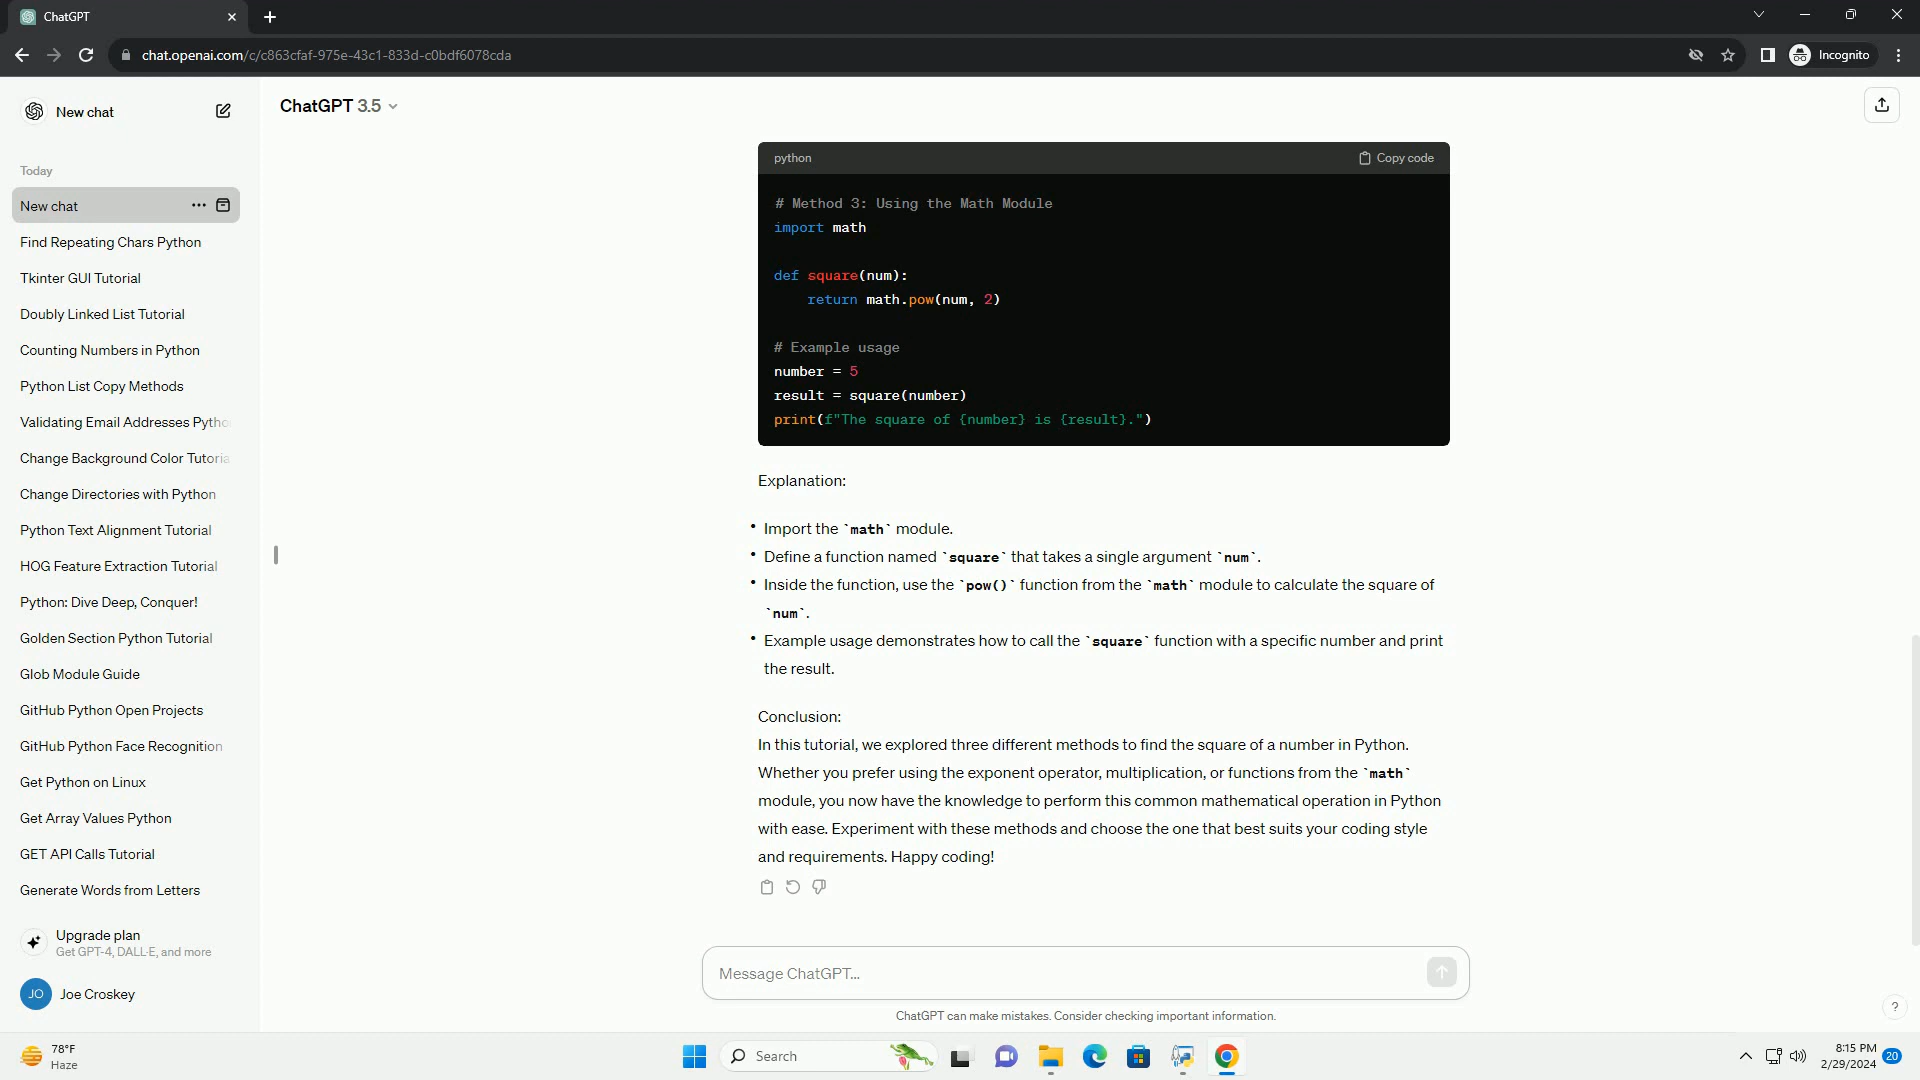 ChatGPT
chat.openai.com/c/c863cfaf-975e-43c1-833d-c0bdf6078cda
Incognito
New chat
ChatGPT 3.5
Today
New chat
Find Repeating Chars Python
Tkinter GUI Tutorial
Doubly Linked List Tutorial
Counting Numbers in Python
Python List Copy Methods
Validating Email Addresses Pytho
Change Background Color Tutoria
Change Directories with Python
Python Text Alignment Tutorial
HOG Feature Extraction Tutorial
Python: Dive Deep, Conquer!
Golden Section Python Tutorial
Glob Module Guide
GitHub Python Open Projects
GitHub Python Face Recognition
Get Python on Linux
Get Array Values Python
GET API Calls Tutorial
Generate Words from Letters
Upgrade plan
Get GPT-4, DALL·E, and more
JO Joe Croskey
python
Copy code
# Method 3: Using the Math Module
import math
def square(num):
return math.pow(num, 2)
# Example usage
number = 5
result = square(number)
print(f"The square of {number} is {result}.")
Explanation:
• Import the `math` module.
• Define a function named `square` that takes a single argument `num`.
• Inside the function, use the `pow()` function from the `math` module to calculate the square of
`num`.
• Example usage demonstrates how to call the `square` function with a specific number and print
the result.
Conclusion:
In this tutorial, we explored three different methods to find the square of a number in Python.
Whether you prefer using the exponent operator, multiplication, or functions from the `math`
module, you now have the knowledge to perform this common mathematical operation in Python
with ease. Experiment with these methods and choose the one that best suits your coding style
and requirements. Happy coding!
Message ChatGPT...
ChatGPT can make mistakes. Consider checking important information.
?
78°F
Haze
Search
8:15 PM
2/29/2024
20